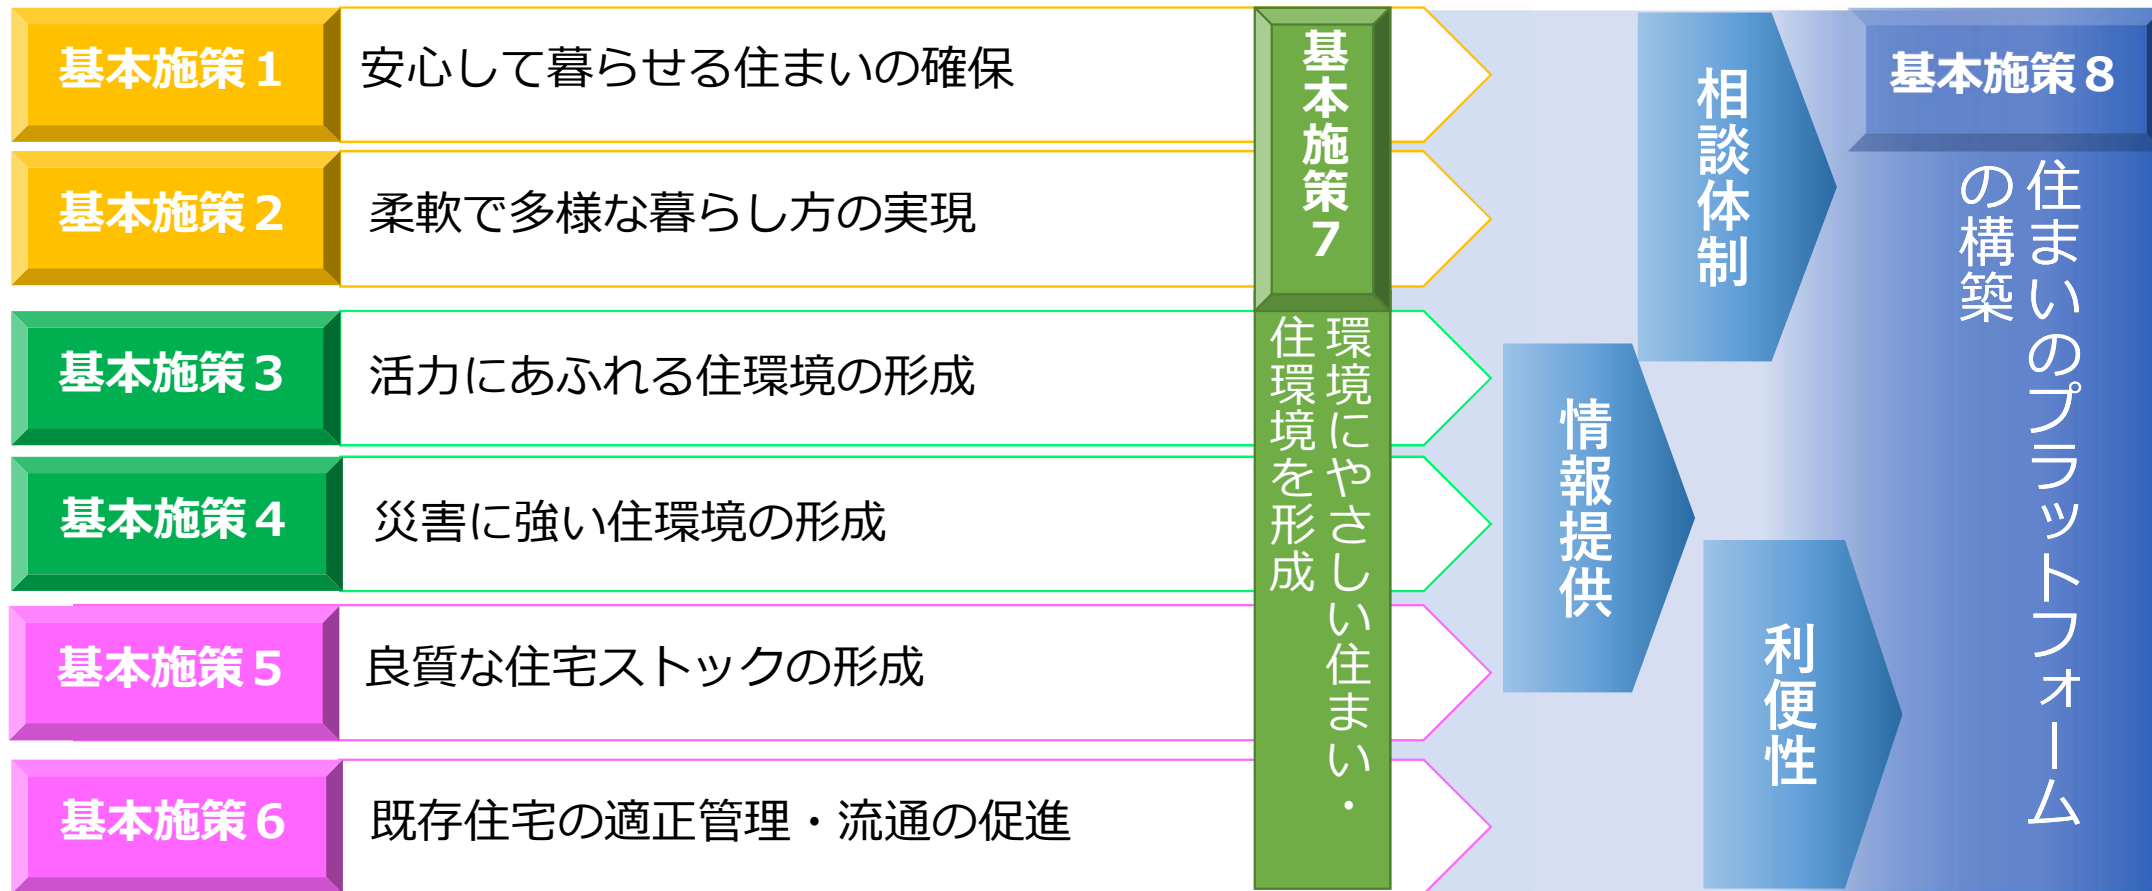 基本施策１
安心して暮らせる住まいの確保
基本施策２
柔軟で多様な暮らし方の実現
基本施策３
活力にあふれる住環境の形成
基本施策４
災害に強い住環境の形成
基本施策５
良質な住宅ストックの形成
基本施策６
既存住宅の適正管理・流通の促進
基本施策７
環境にやさしい住まい・
住環境を形成
相談体制
情報提供
利便性
基本施策８
住まいのプラットフォーム
の構築